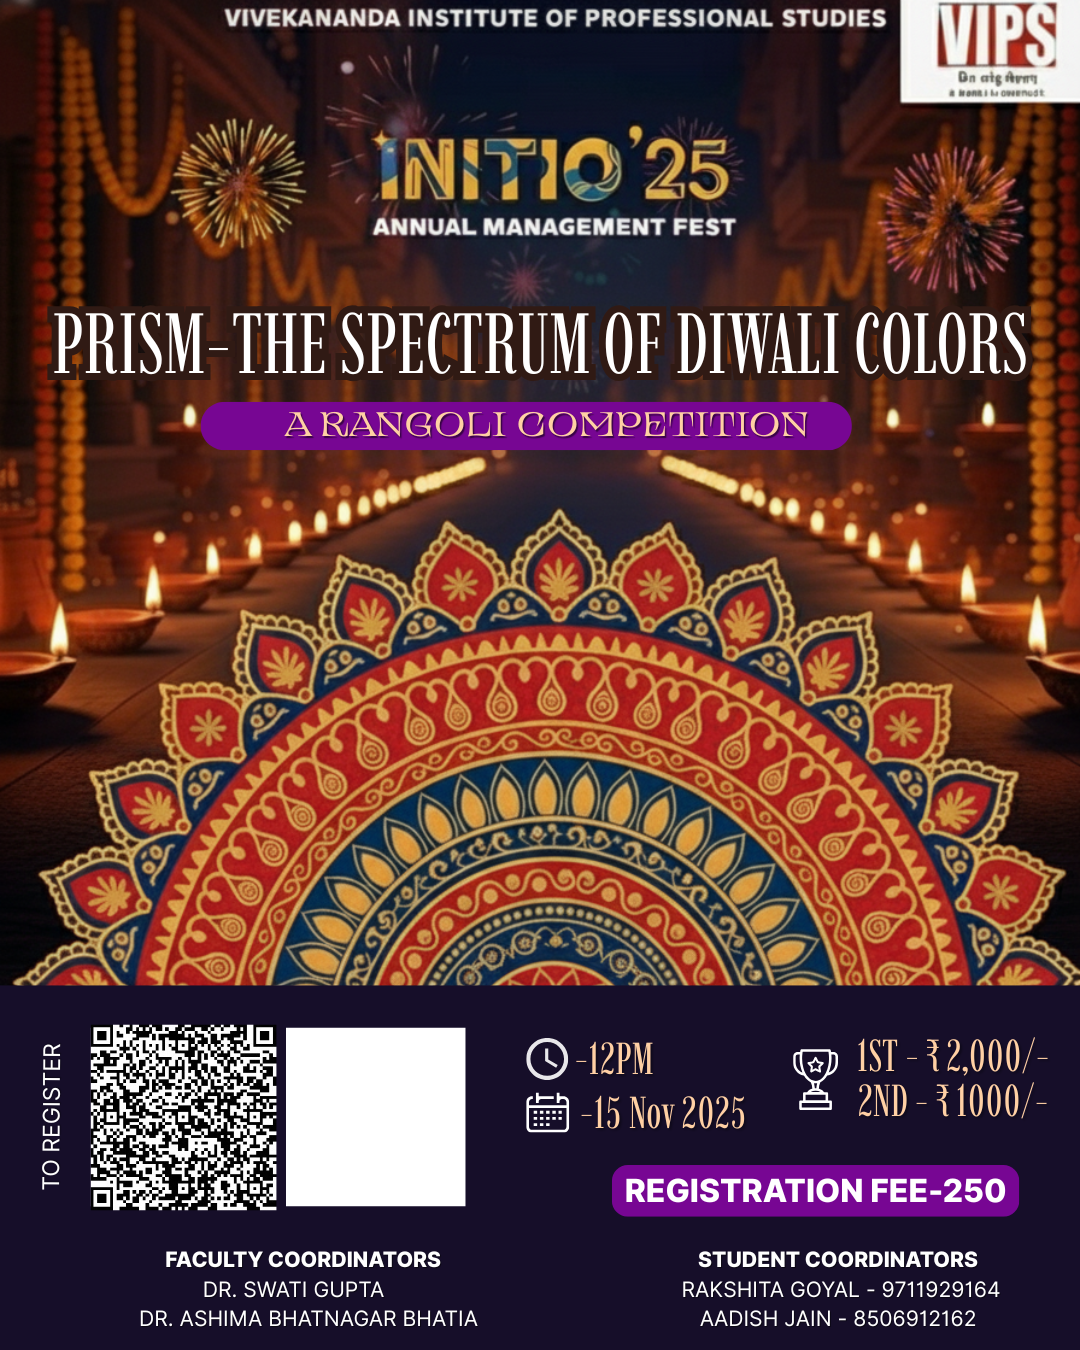 VIVEKANANDA INSTITUTE OF PROFESSIONAL STUDIES
VIPS
INITIO'25
ANNUAL MANAGEMENT FEST
PRISM-THE SPECTRUM OF DIWALI COLORS
A RANGOLI COMPETITION
TO REGISTER
-12PM
-15 Nov 2025
1ST - ₹ 2,000/-
2ND - ₹ 1000/-
REGISTRATION FEE-250
FACULTY COORDINATORS
DR. SWATI GUPTA
DR. ASHIMA BHATNAGAR BHATIA
STUDENT COORDINATORS
RAKSHITA GOYAL - 9711929164
AADISH JAIN - 8506912162